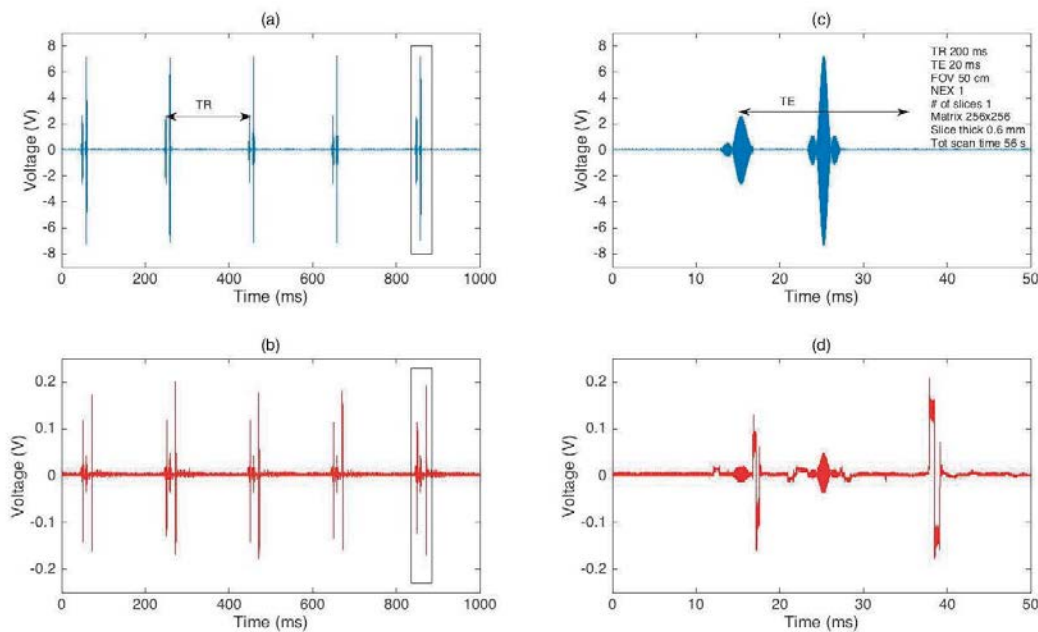 (a)
8
6
4
2
0
-2
-4
-6
-8
Voltage (V)
TR
0 200 400 600 800 1000
Time (ms)
(c)
8
6
4
2
0
-2
-4
-6
-8
Voltage (V)
TE
TR 200 ms
TE 20 ms
FOV 50 cm
NEX 1
# of slices 1
Matrix 256x256
Slice thick 0.6 mm
Tot scan time 56 s
0 10 20 30 40 50
Time (ms)
(b)
0.2
0.1
0
-0.1
-0.2
Voltage (V)
0 200 400 600 800 1000
Time (ms)
(d)
0.2
0.1
0
-0.1
-0.2
Voltage (V)
0 10 20 30 40 50
Time (ms)